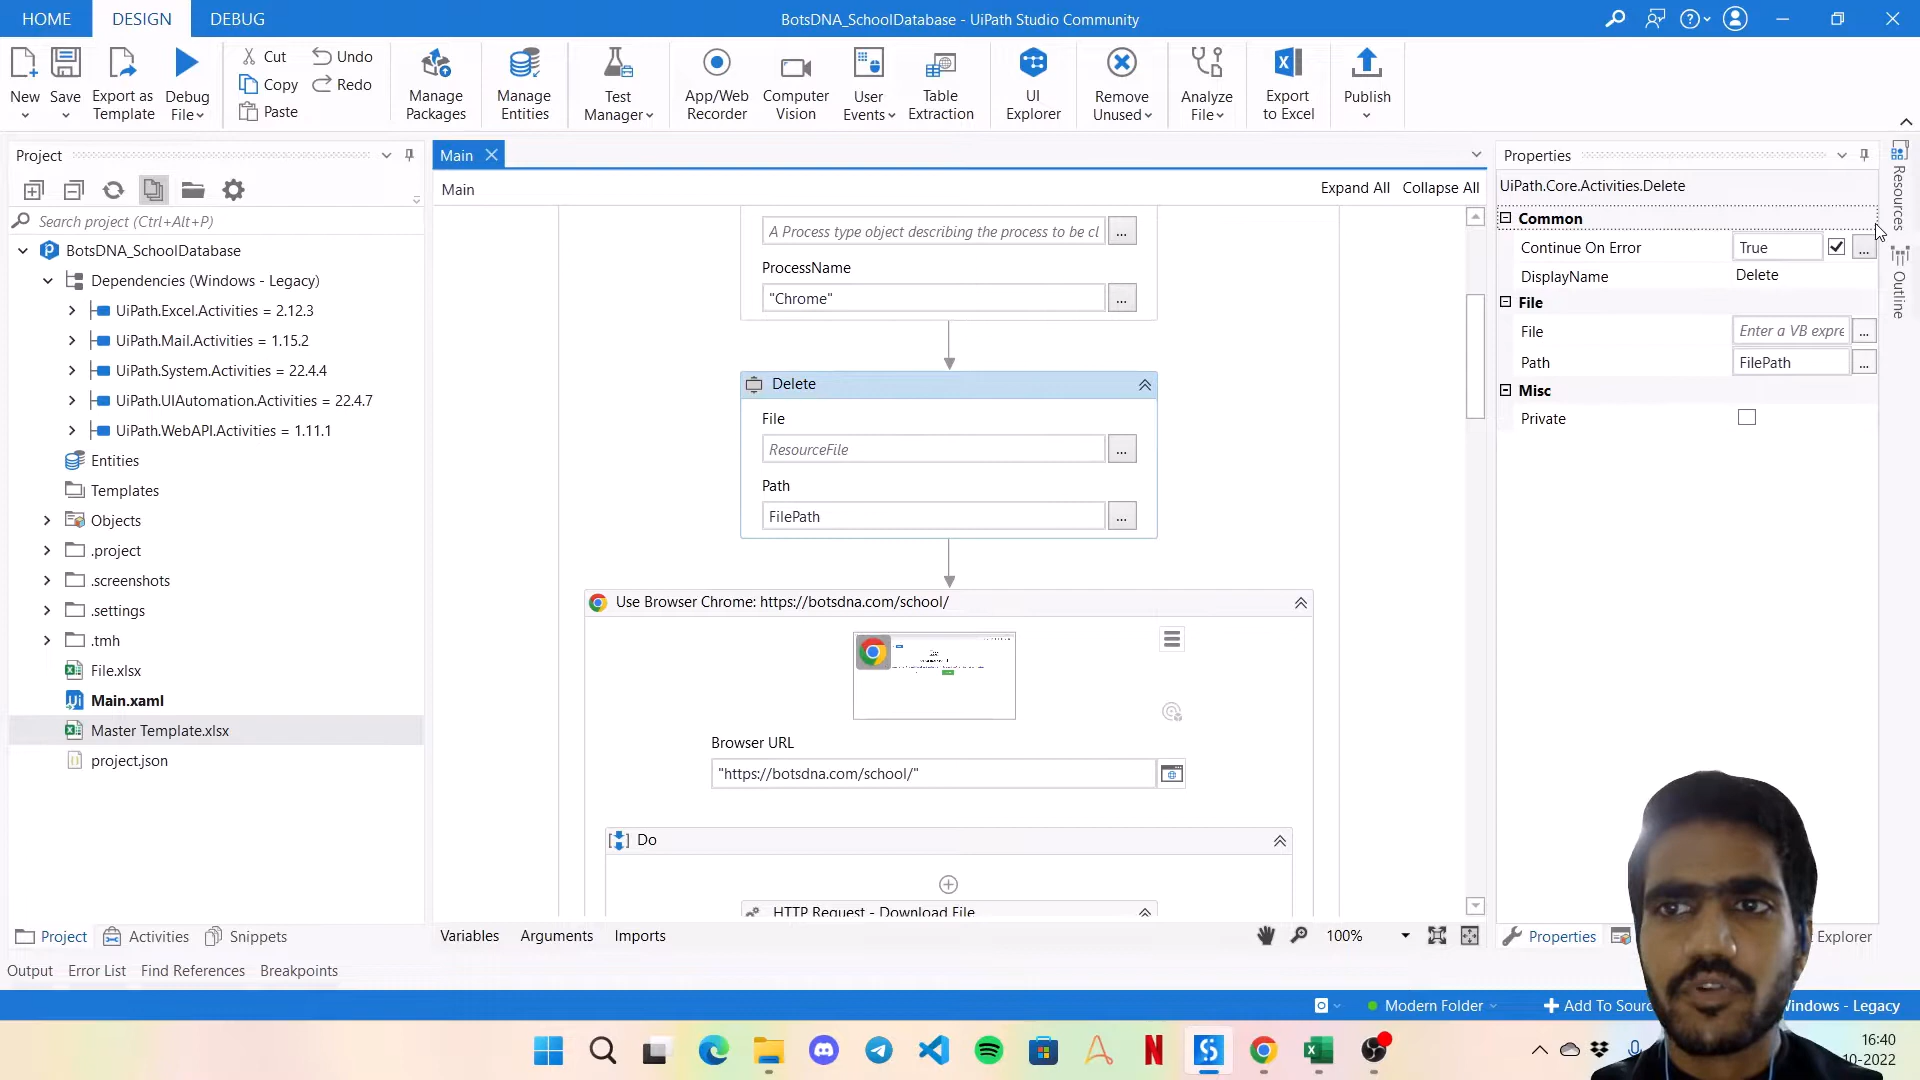 HOME
DESIGN
DEBUG
BotsDNA_SchoolDatabase - UiPath Studio Community
New
Save
Export as
Template
Debug
File
Cut
Copy
Paste
Undo
Redo
Manage
Packages
Manage
Entities
Test
Manager
App/Web
Recorder
Computer
Vision
User
Events
Table
Extraction
UI
Explorer
Remove
Unused
Analyze
File
Export
to Excel
Publish
Project
Search project (Ctrl+Alt+P)
BotsDNA_SchoolDatabase
Dependencies (Windows - Legacy)
UiPath.Excel.Activities = 2.12.3
UiPath.Mail.Activities = 1.15.2
UiPath.System.Activities = 22.4.4
UiPath.UIAutomation.Activities = 22.4.7
UiPath.WebAPI.Activities = 1.11.1
Entities
Templates
Objects
.project
.screenshots
.settings
.tmh
File.xlsx
Main.xaml
Master Template.xlsx
project.json
Project
Activities
Snippets
Main
Main
Expand All
Collapse All
A Process type object describing the process to be cl
...
ProcessName
"Chrome"
...
Delete
File
ResourceFile
...
Path
FilePath
...
Use Browser Chrome: https://botsdna.com/school/
Browser URL
"https://botsdna.com/school/"
Do
HTTP Request - Download File
Variables
Arguments
Imports
100%
Properties
UiPath.Core.Activities.Delete
Common
Continue On Error
True
...
DisplayName
Delete
File
File
Enter a VB expre
...
Path
FilePath
...
Misc
Private
Resources
Outline
Properties
Explorer
Output
Error List
Find References
Breakpoints
Modern Folder
Add To Sourc
Windows - Legacy
16:40
10-2022